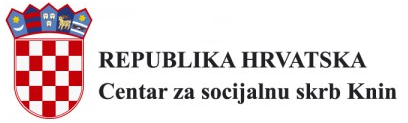 REPUBLIKA HRVATSKA
Centar za socijalnu skrb Knin